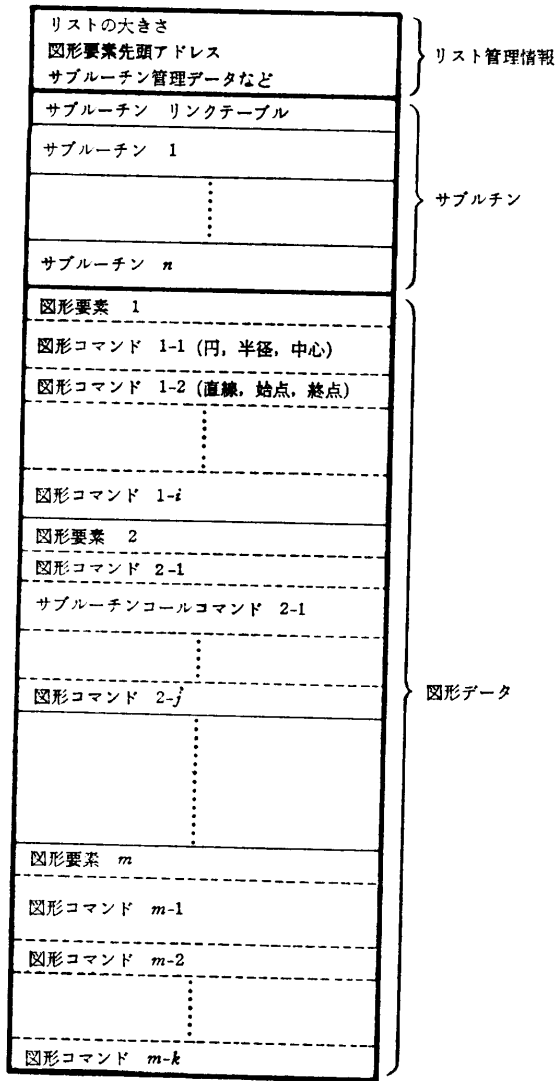 リストの大きさ
図形要素先頭アドレス
サブルーチン管理データなど
リスト管理情報
サブルーチン リンクテーブル
サブルーチン 1
サブルーチン n
サブルチン
図形要素 1
図形コマンド 1-1 (円, 半径, 中心)
図形コマンド 1-2 (直線, 始点, 終点)
図形コマンド 1-i
図形要素 2
図形コマンド 2-1
サブルーチンコールコマンド 2-1
図形コマンド 2-j
図形要素 m
図形コマンド m-1
図形コマンド m-2
図形コマンド m-k
図形データ